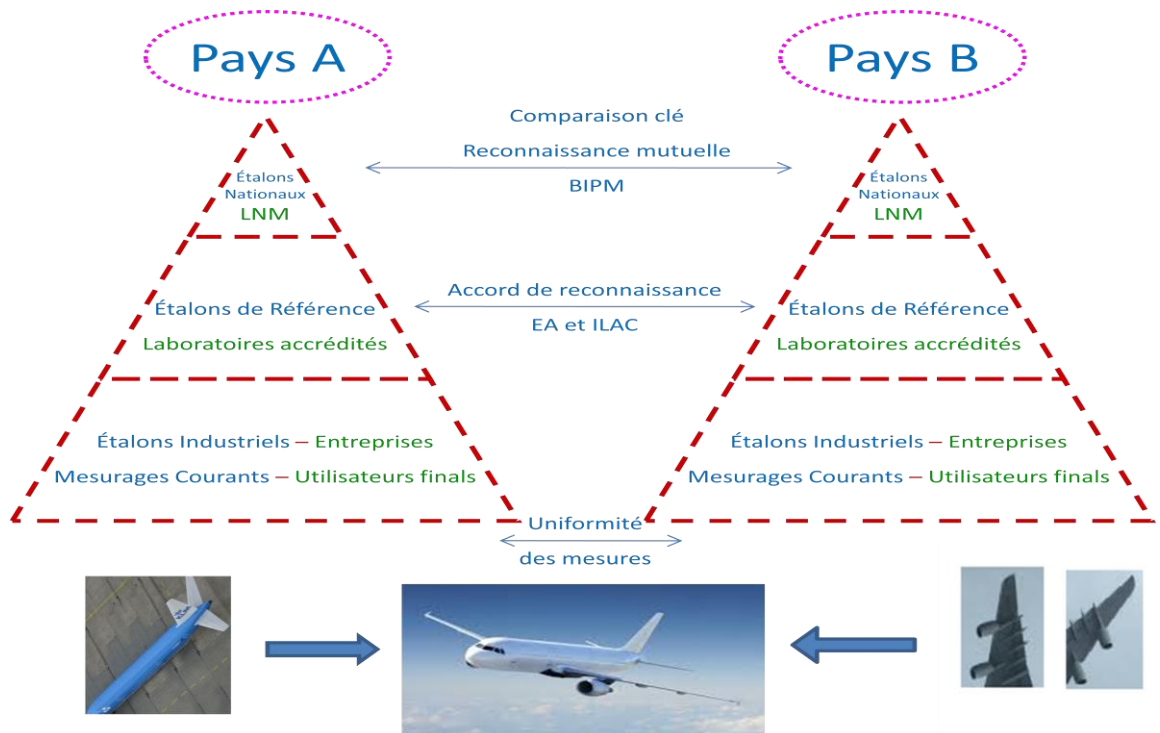 Pays A
Pays B
Comparaison clé
Reconnaissance mutuelle
BIPM
Étalons
Nationaux
LNM
Étalons
Nationaux
LNM
Accord de reconnaissance
EA et ILAC
Étalons de Référence
Laboratoires accrédités
Étalons de Référence
Laboratoires accrédités
Étalons Industriels – Entreprises
Mesurages Courants – Utilisateurs finals
Étalons Industriels – Entreprises
Mesurages Courants – Utilisateurs finals
Uniformité
des mesures
KLM